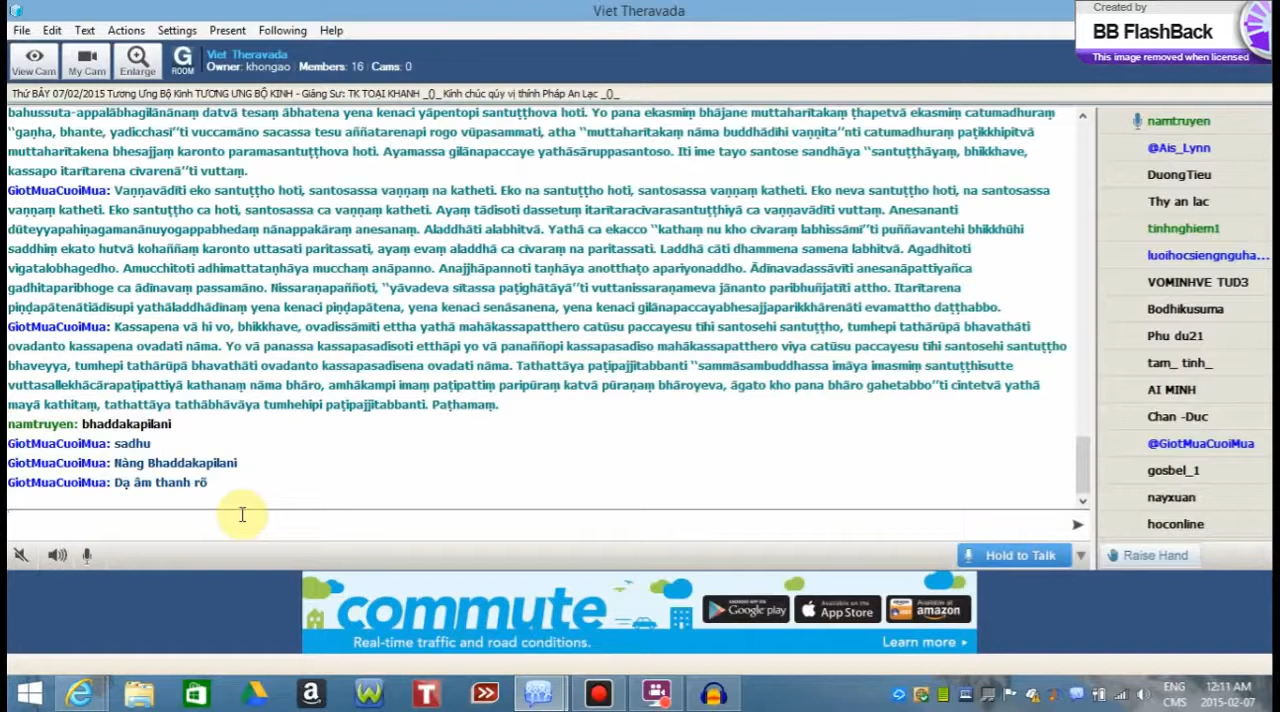 Viet Theravada
Created by
BB FlashBack
This image removed when licensed
File Edit Text Actions Settings Present Following Help
View Cam My Cam Enlarge G ROOM
Viet Theravada
Owner: khongao Members: 16 Cams: 0
Thứ BẢY 07/02/2015 Tương Ưng Bộ Kinh TƯƠNG ƯNG BỘ KINH - Giảng Sư: TK TOẠI KHANH _()_ Kính chúc qúy vị thính Pháp An Lạc _()_
bahussuta-appalābhagilānānaṃ datvā tesaṃ ābhatena yena kenaci yāpentopi santuṭṭhova hoti. Yo pana ekasmiṃ bhājane muttaharītakaṃ ṭhapetvā ekasmiṃ catumadhuraṃ
"gaṇha, bhante, yadicchasi"ti vuccamāno sacassa tesu aññatarenapi rogo vūpasammati, atha "muttaharītakaṃ nāma buddhādīhi vaṇṇita"nti catumadhuraṃ paṭikkhipitvā
muttaharītakena bhesajjaṃ karonto paramasantuṭṭhova hoti. Ayamassa gilānapaccaye yathāsāruppasantoso. Iti ime tayo santose sandhāya "santuṭṭhāyaṃ, bhikkhave,
kassapo itarītarena cīvarenā"ti vuttaṃ.
GiotMuaCuoiMua: Vaṇṇavādīti eko santuṭṭho hoti, santosassa vaṇṇaṃ na katheti. Eko na santuṭṭho hoti, santosassa vaṇṇaṃ katheti. Eko neva santuṭṭho hoti, na santosassa
vaṇṇaṃ katheti. Eko santuṭṭho ca hoti, santosassa ca vaṇṇaṃ katheti. Ayaṃ tādisoti dassetuṃ itarītaracīvarasantuṭṭhiyā ca vaṇṇavādīti vuttaṃ. Anesananti
dūteyyapahiṇagamanānuyogappabhedaṃ nānappakāraṃ anesanaṃ. Aladdhāti alabhitvā. Yathā ca ekacco "kathaṃ nu kho cīvaraṃ labhissāmī"ti puññavantehi bhikkhūhi
saddhiṃ ekato hutvā kohaññaṃ karonto uttasati paritassati, ayaṃ evaṃ aladdhā ca cīvaraṃ na paritassati. Laddhā cāti dhammena samena labhitvā. Agadhitoti
vigatalobhagedho. Amucchitoti adhimattataṇhāya mucchaṃ anāpanno. Anajjhāpannoti taṇhāya anotthaṭo apariyonaddho. Ādīnavadassāvīti anesanāpattiyañca
gadhitaparibhoge ca ādīnavaṃ passamāno. Nissaraṇapaññoti, "yāvadeva sītassa paṭighātāyā"ti vuttanissaraṇameva jānanto paribhuñjatīti attho. Itarītarena
piṇḍapātenātiādīsupi yathāladdhādīnaṃ yena kenaci piṇḍapātena, yena kenaci senāsanena, yena kenaci gilānapaccayabhesajjaparikkhārenāti evamattho daṭṭhabbo.
GiotMuaCuoiMua: Kassapena vā hi vo, bhikkhave, ovadissāmīti ettha yathā mahākassapatthero catūsu paccayesu tīhi santosehi santuṭṭho, tumhepi tathārūpā bhavathāti
ovadanto kassapena ovadati nāma. Yo vā panassa kassapasadisoti etthāpi yo vā panaññopi kassapasadiso mahākassapatthero viya catūsu paccayesu tīhi santosehi santuṭṭho
bhaveyya, tumhepi tathārūpā bhavathāti ovadanto kassapasadisena ovadati nāma. Tathattāya paṭipajjitabbanti "sammāsambuddhassa imāya imasmiṃ santuṭṭhisutte
vuttasallekhācārapaṭipattiyā kathanaṃ nāma bhāro, amhākampi imaṃ paṭipattiṃ paripūraṃ katvā pūraṇaṃ bhāroyeva, āgato kho pana bhāro gahetabbo"ti cintetvā yathā
mayā kathitaṃ, tathattāya tathābhāvāya tumhehipi paṭipajjitabbanti. Paṭhamaṃ.
namtruyen: bhaddakapilani
GiotMuaCuoiMua: sadhu
GiotMuaCuoiMua: Nàng Bhaddakapilani
GiotMuaCuoiMua: Dạ âm thanh rõ
namtruyen
@Ais_Lynn
DuongTieu
Thy an lac
tinhnghiem1
luoihocsiengnguha...
VOMINHVE TUD3
Bodhikusuma
Phu du21
tam_ tinh_
AI MINH
Chan -Duc
@GiotMuaCuoiMua
gosbel_1
nayxuan
hoconline
Hold to Talk
Raise Hand
commute
Real-time traffic and road conditions.
Google play
Available on the App Store
Available at amazon
Learn more
ENG 12:11 AM
CMS 2015-02-07